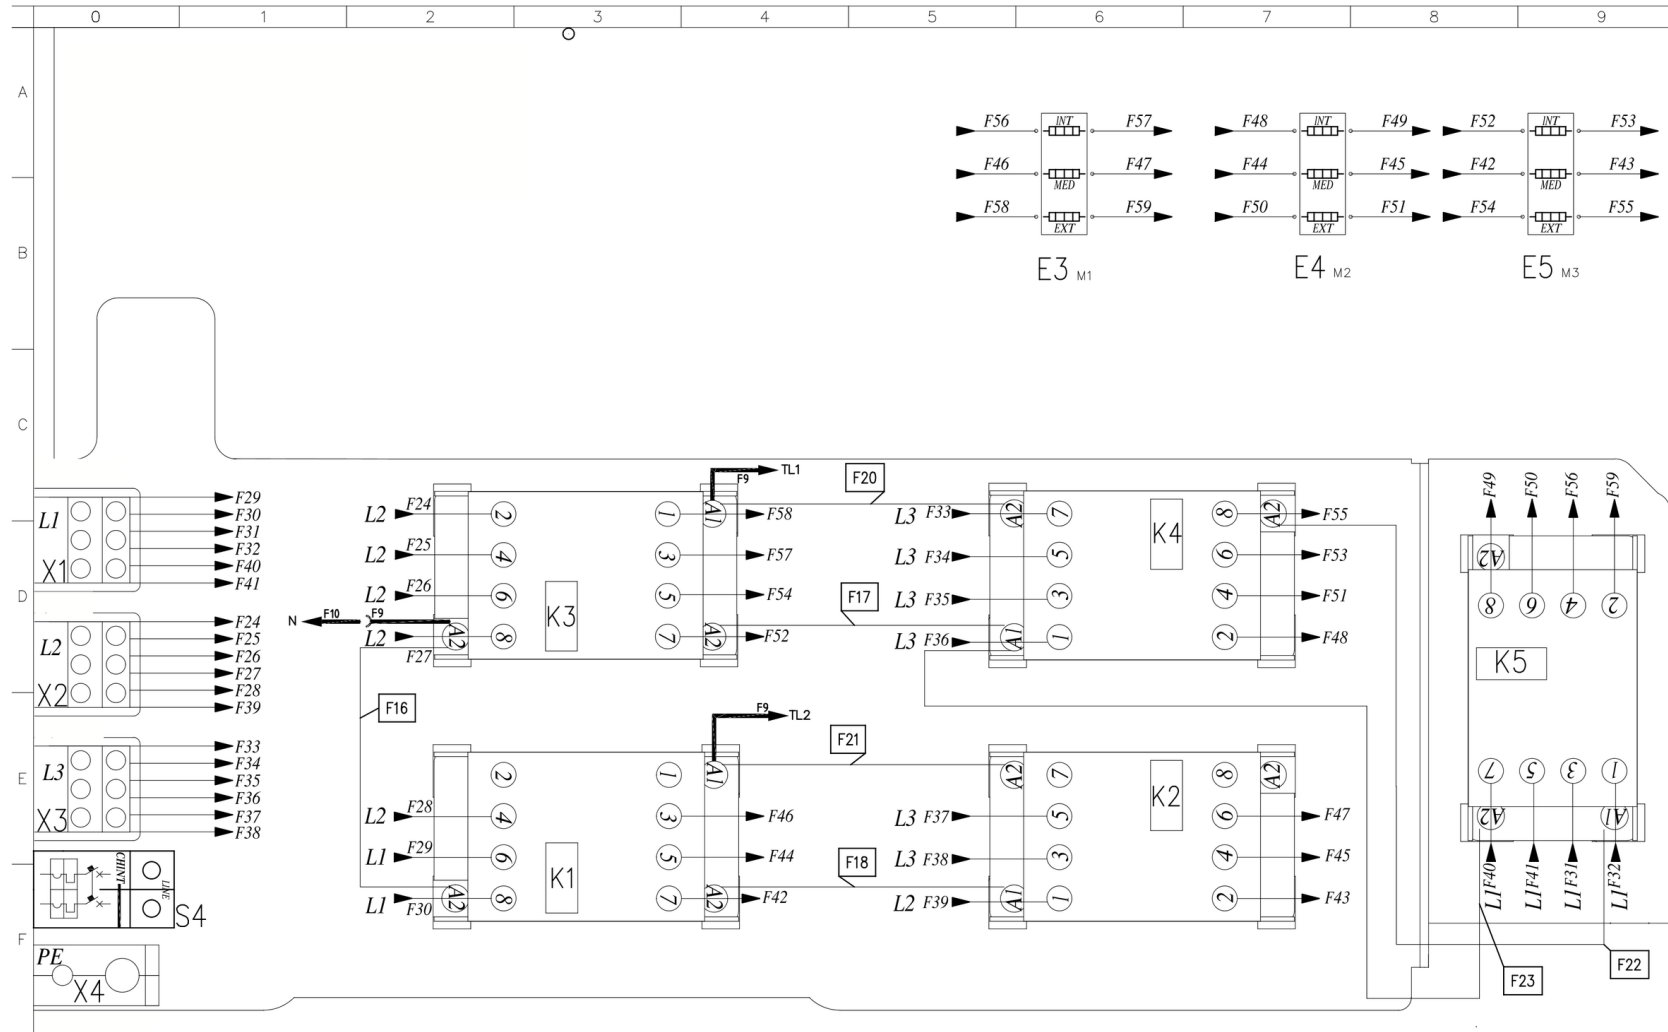 0 1 2 3 4 5 6 7 8 9
A
F56 INT F57 F48 INT F49 F52 INT F53
F46 MED F47 F44 MED F45 F42 MED F43
F58 EXT F59 F50 EXT F51 F54 EXT F55
B
E3 M1 E4 M2 E5 M3
C
F9 TL1 F20
F49 F50 F56 F59
L1 X1
F29
F30
F31
F32
F40
F41
D
L2 X2
F24
F25
F26
F27
F28
F39
E
L3 X3
F33
F34
F35
F36
F37
F38
CHINT LINE S4
F
PE X4
L2 F24 2 1 A1 F58
L2 F25 4 3 F57
L2 F26 6 K3 5 F54
N F10 F9
L2 F27 A2 8 7 A2 F52
F16
F17
L3 F33 A2 7 8 A2 F55
L3 F34 5 6 K4 F53
L3 F35 3 4 F51
L3 F36 A1 1 2 F48
F9 TL2
F21
2 1 A1
L2 F28 4 3 F46
L1 F29 6 K1 5 F44
L1 F30 A2 8 7 A2 F42
F18
A2 7 8 A2
L3 F37 5 6 K2 F47
L3 F38 3 4 F45
L2 F39 A1 1 2 F43
A2
8 6 4 2
K5
7 5 3 1
A2 A1
L1 F40 L1 F41 L1 F31 L1 F32
F23 F22